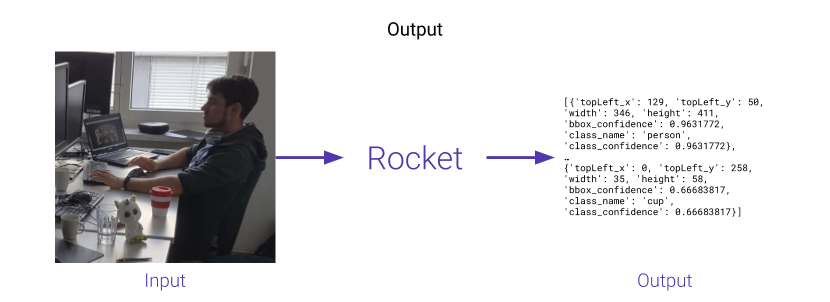 Output
Rocket
[{'topLeft_x': 129, 'topLeft_y': 50,
'width': 346, 'height': 411,
'bbox_confidence': 0.9631772,
'class_name': 'person',
'class_confidence': 0.9631772},
…
{'topLeft_x': 0, 'topLeft_y': 258,
'width': 35, 'height': 58,
'bbox_confidence': 0.66683817,
'class_name': 'cup',
'class_confidence': 0.66683817}]
Input
Output